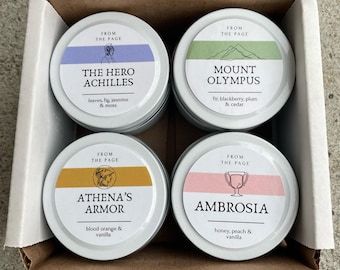 FROM
THE PAGE
THE HERO
ACHILLES
leaves, fig, jasmine
& moss
FROM
THE PAGE
MOUNT
OLYMPUS
fir, blackberry, plum
& cedar
FROM
THE PAGE
ATHENA'S
ARMOR
blood orange &
vanilla
FROM
THE PAGE
AMBROSIA
honey, peach &
vanilla